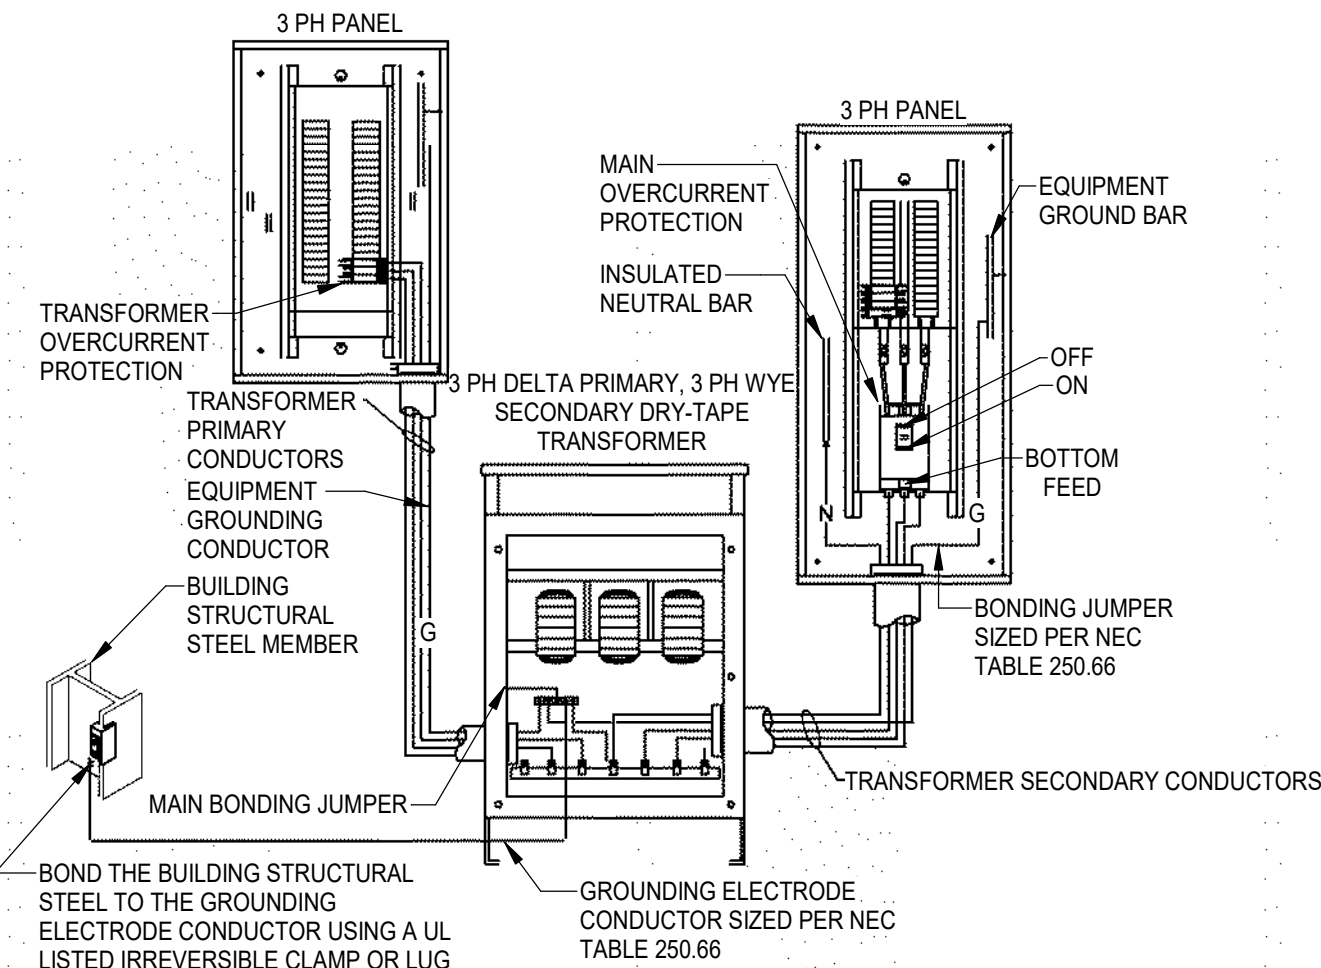 3 PH PANEL
3 PH PANEL
MAIN
OVERCURRENT
PROTECTION
EQUIPMENT
GROUND BAR
INSULATED
NEUTRAL BAR
TRANSFORMER
OVERCURRENT
PROTECTION
OFF
ON
3 PH DELTA PRIMARY, 3 PH WYE
SECONDARY DRY-TAPE
TRANSFORMER
TRANSFORMER
PRIMARY
CONDUCTORS
BOTTOM
FEED
EQUIPMENT
GROUNDING
CONDUCTOR
N
G
BUILDING
STRUCTURAL
STEEL MEMBER
G
BONDING JUMPER
SIZED PER NEC
TABLE 250.66
TRANSFORMER SECONDARY CONDUCTORS
MAIN BONDING JUMPER
BOND THE BUILDING STRUCTURAL
STEEL TO THE GROUNDING
ELECTRODE CONDUCTOR USING A UL
LISTED IRREVERSIBLE CLAMP OR LUG
GROUNDING ELECTRODE
CONDUCTOR SIZED PER NEC
TABLE 250.66